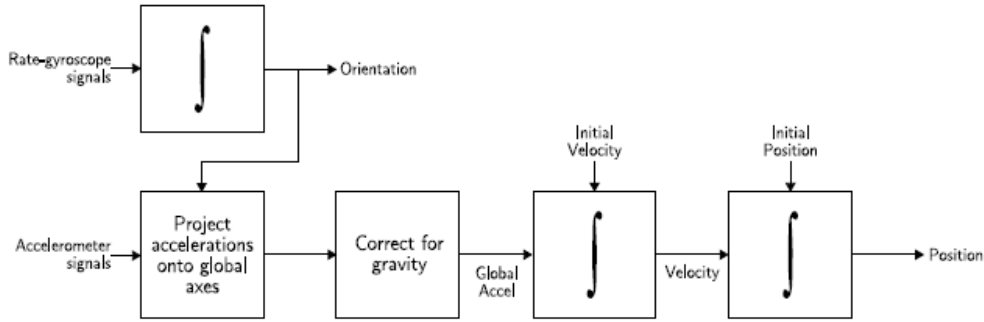 Rate-gyroscope
signals
∫
Orientation
Initial
Velocity
Initial
Position
Accelerometer
signals
Project
accelerations
onto global
axes
Correct for
gravity
Global
Accel
∫
Velocity
∫
Position